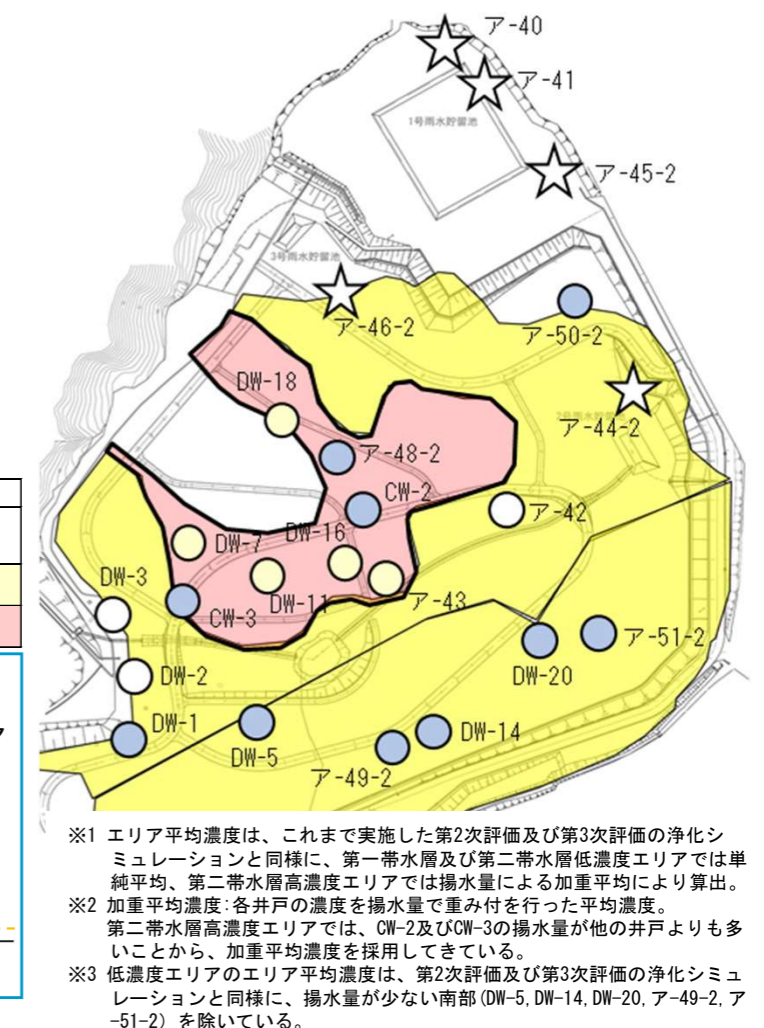 ア-40
ア-41
1号雨水貯留池
ア-45-2
3号雨水貯留池
ア-46-2
ア-50-2
DW-18
2号雨水貯留池
ア-44-2
ア-48-2
CW-2
ア-42
DW-7
DW-16
DW-3
DW-11
ア-43
CW-3
ア-51-2
DW-20
DW-2
DW-1
DW-5
DW-14
ア-49-2
※1 エリア平均濃度は、これまで実施した第2次評価及び第3次評価の浄化シ
ミュレーションと同様に、第一帯水層及び第二帯水層低濃度エリアでは単
純平均、第二帯水層高濃度エリアでは揚水量による加重平均により算出。
※2 加重平均濃度:各井戸の濃度を揚水量で重み付を行った平均濃度。
第二帯水層高濃度エリアでは、CW-2及びCW-3の揚水量が他の井戸よりも多
いことから、加重平均濃度を採用してきている。
※3 低濃度エリアのエリア平均濃度は、第2次評価及び第3次評価の浄化シミュ
レーションと同様に、揚水量が少ない南部(DW-5,DW-14,DW-20,ア-49-2,ア
-51-2) を除いている。